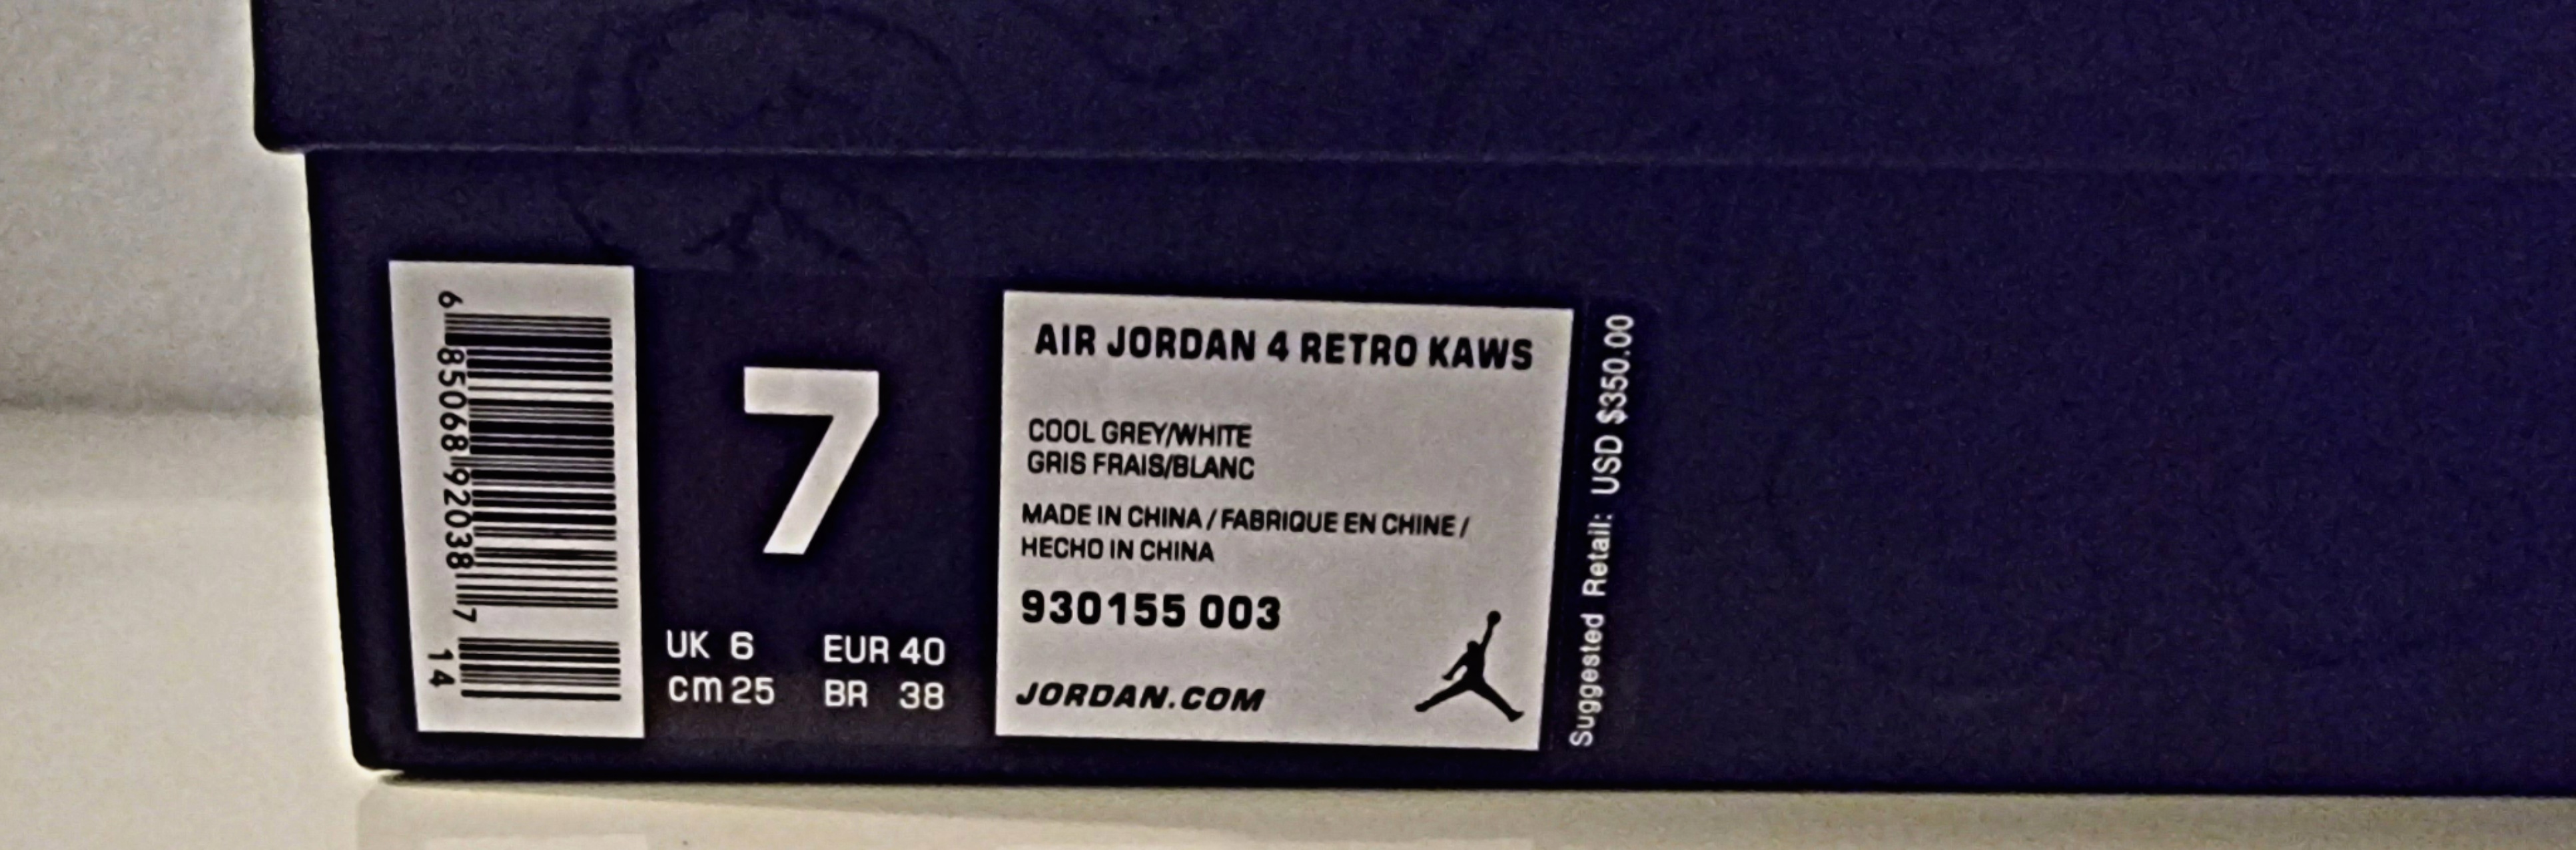 6 85068 92038 7
14
7
UK 6 EUR 40
cm 25 BR 38
AIR JORDAN 4 RETRO KAWS
COOL GREY/WHITE
GRIS FRAIS/BLANC
MADE IN CHINA / FABRIQUE EN CHINE /
HECHO IN CHINA
930155 003
JORDAN.COM
Suggested Retail: USD $350.00